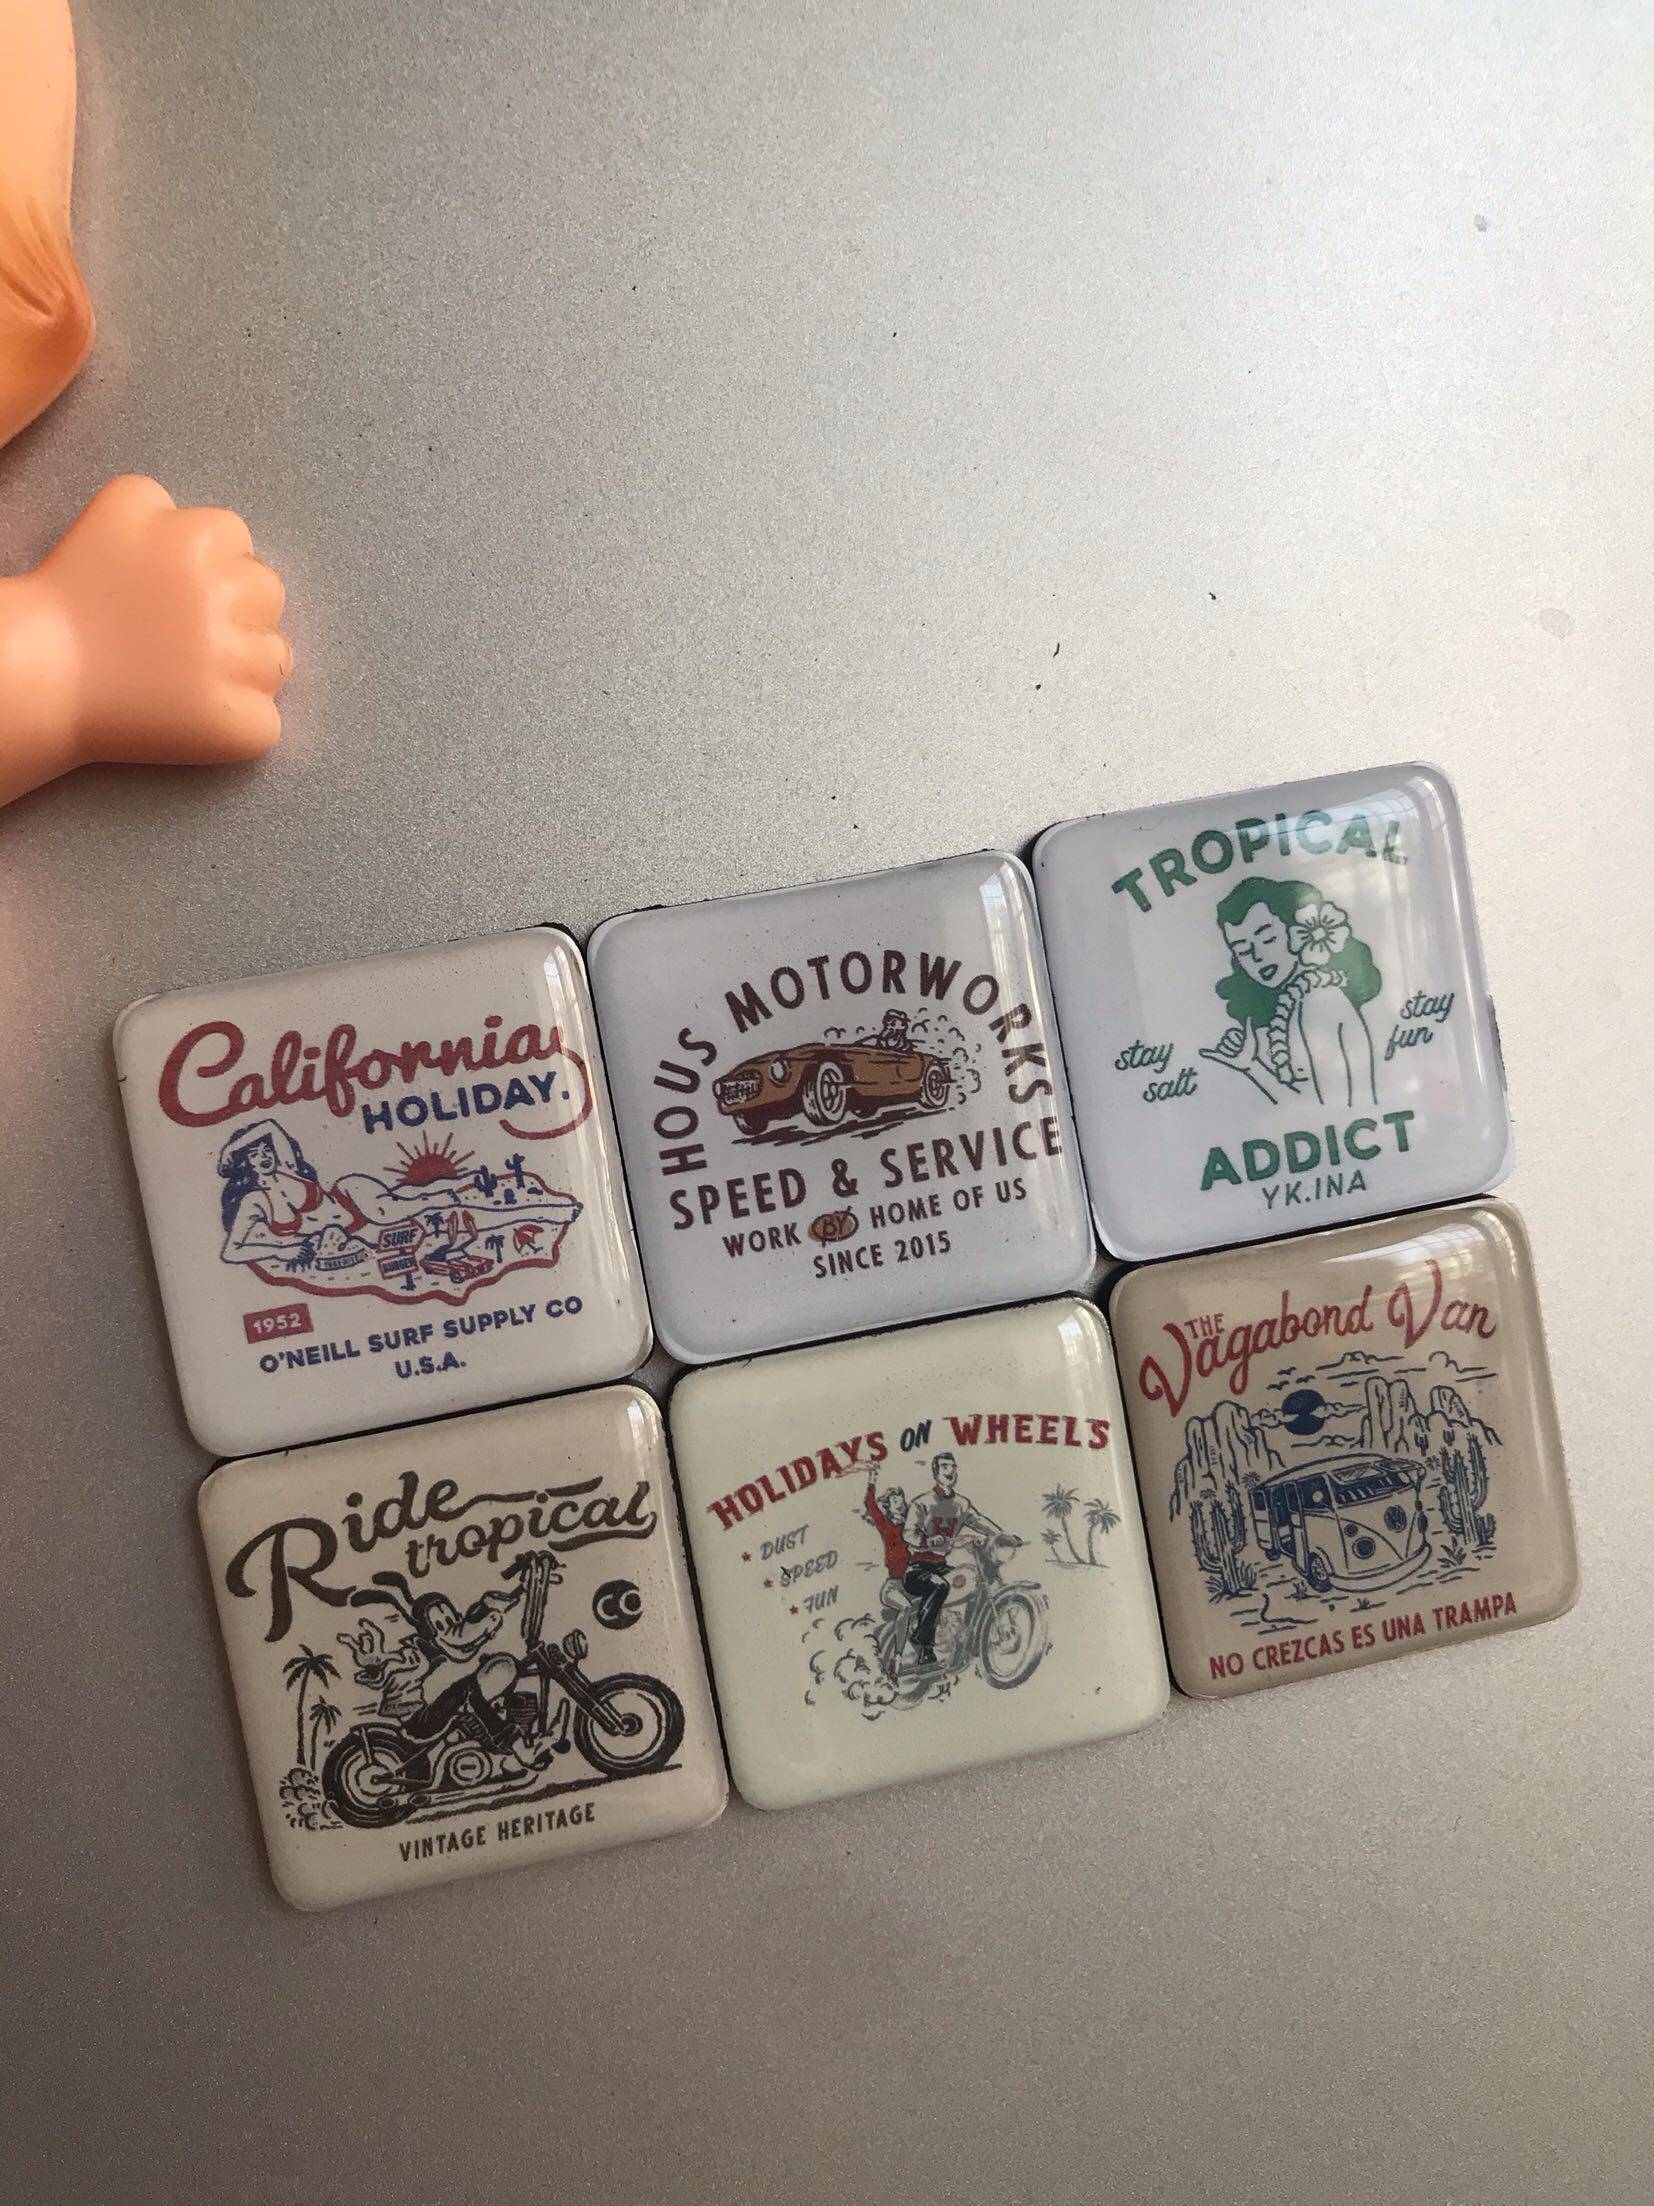 California
HOLIDAY.
SURF
BURGER
1952
O'NEILL SURF SUPPLY CO
U.S.A.
HOUS MOTORWORKS
SPEED & SERVICE
WORK BY HOME OF US
SINCE 2015
TROPICAL
stay
salt
stay
fun
ADDICT
YK.INA
Ride
tropical
CO
VINTAGE HERITAGE
HOLIDAYS ON WHEELS
DUST
SPEED
FUN
H
THE
Vagabond Van
NO CREZCAS ES UNA TRAMPA